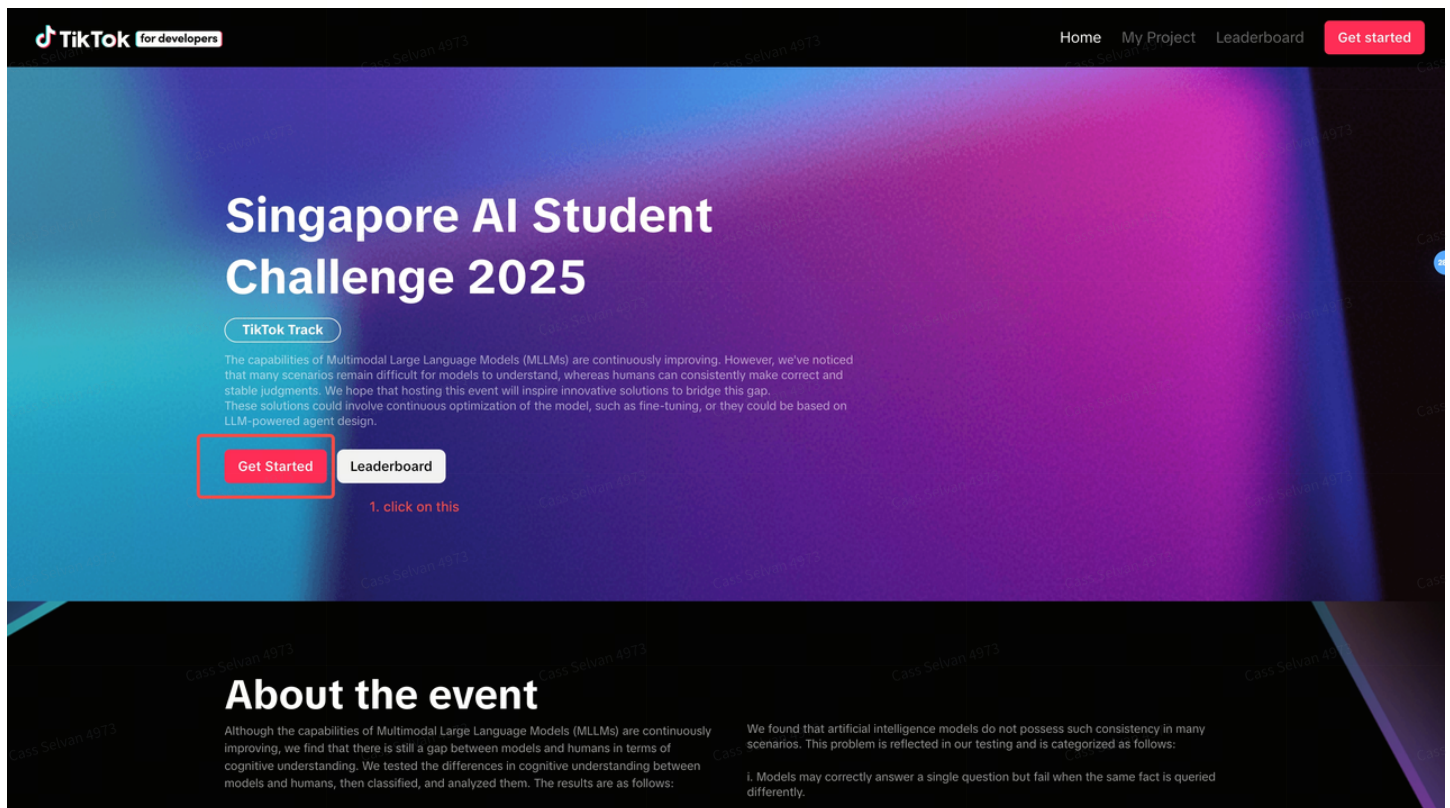 TikTok for developers
Home My Project Leaderboard Get started
Singapore AI Student
Challenge 2025
TikTok Track
The capabilities of Multimodal Large Language Models (MLLMs) are continuously improving. However, we've noticed
that many scenarios remain difficult for models to understand, whereas humans can consistently make correct and
stable judgments. We hope that hosting this event will inspire innovative solutions to bridge this gap.
These solutions could involve continuous optimization of the model, such as fine-tuning, or they could be based on
LLM-powered agent design.
Get Started Leaderboard
1. click on this
About the event
Although the capabilities of Multimodal Large Language Models (MLLMs) are continuously
improving, we find that there is still a gap between models and humans in terms of
cognitive understanding. We tested the differences in cognitive understanding between
models and humans, then classified, and analyzed them. The results are as follows:
We found that artificial intelligence models do not possess such consistency in many
scenarios. This problem is reflected in our testing and is categorized as follows:
i. Models may correctly answer a single question but fail when the same fact is queried
differently.
Cass Selvan 4973